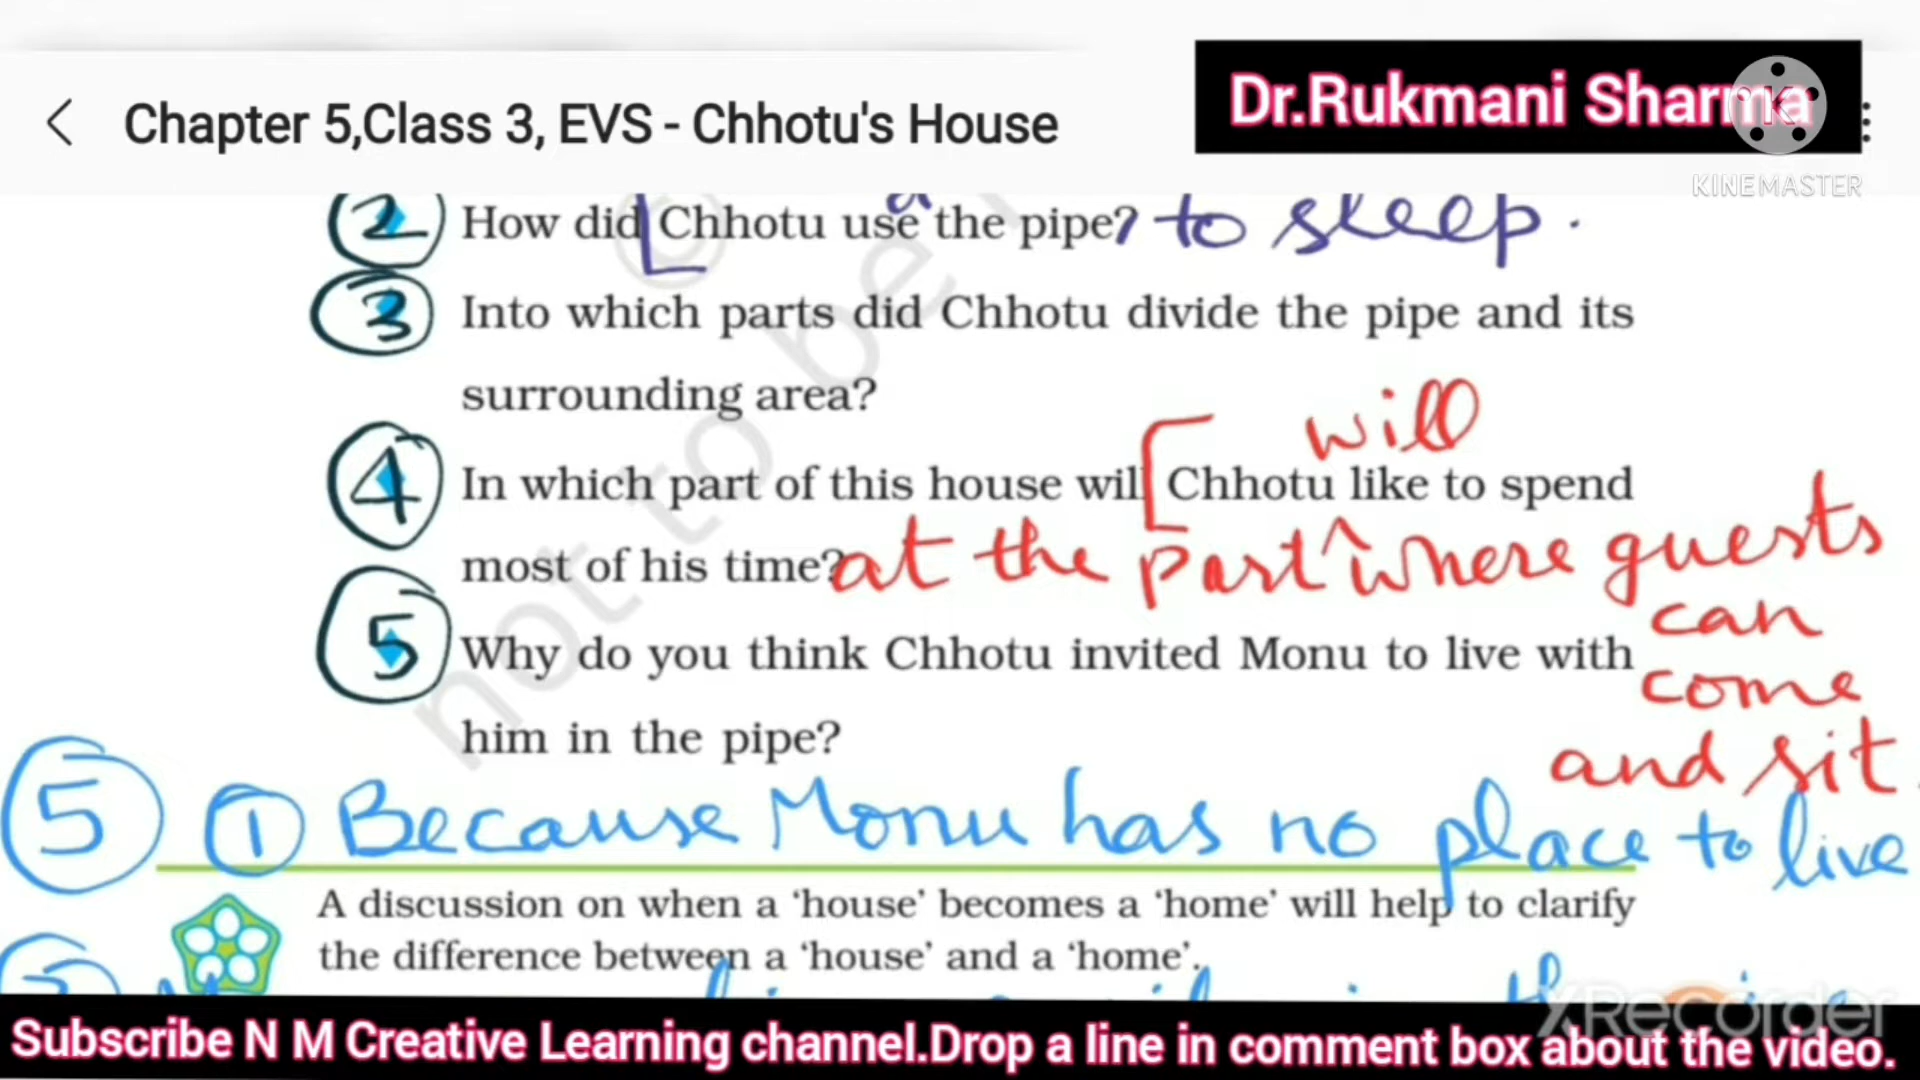 Dr.Rukmani Sharma
Chapter 5,Class 3, EVS - Chhotu's House
KINEMASTER
2 How did Chhotu use the pipe? to sleep.
3 Into which parts did Chhotu divide the pipe and its
surrounding area?
will
4 In which part of this house will Chhotu like to spend
most of his time? at the part where guests
can
come
and sit.
5 Why do you think Chhotu invited Monu to live with
him in the pipe?
5 1 Because Monu has no place to live
A discussion on when a ‘house’ becomes a ‘home’ will help to clarify
the difference between a ‘house’ and a ‘home’.
not to be
XRecorder
Subscribe N M Creative Learning channel.Drop a line in comment box about the video.